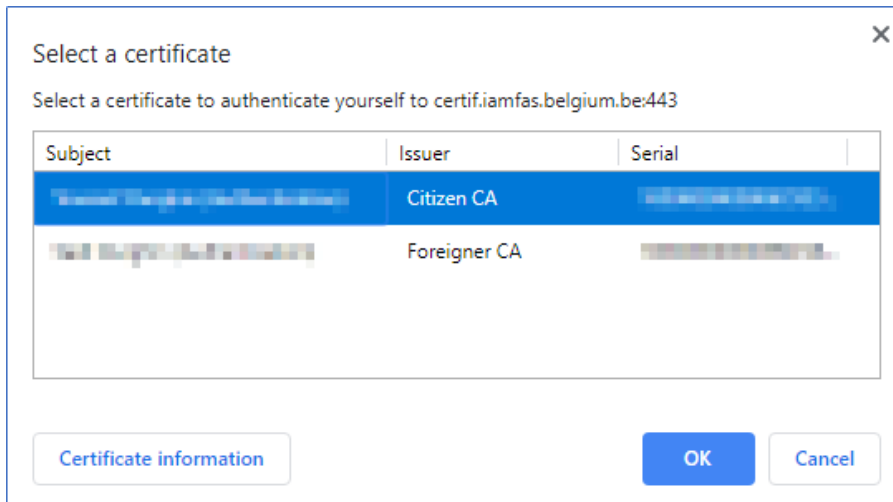 Select a certificate
Select a certificate to authenticate yourself to certif.iamfas.belgium.be:443
Subject Issuer Serial
Citizen CA
Foreigner CA
Certificate information OK Cancel